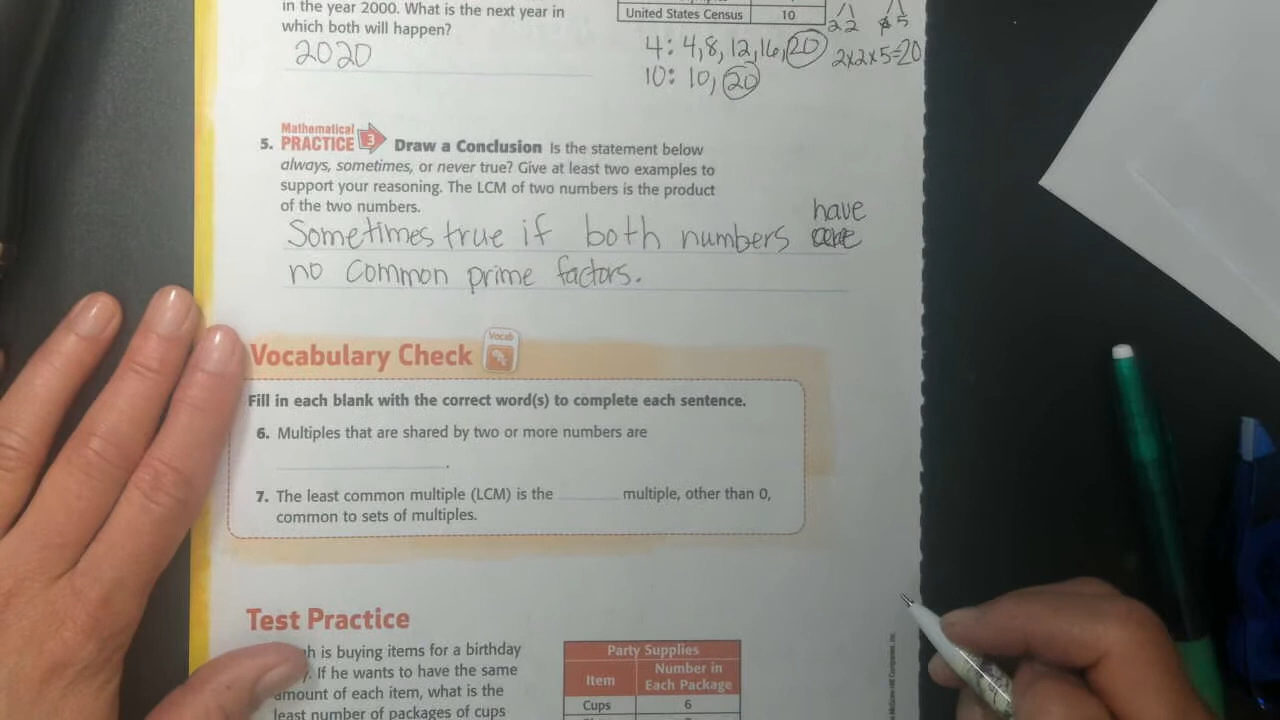 in the year 2000. What is the next year in
which both will happen?
2020
United States Census 10
2 2 2 5
4: 4, 8, 12, 16, 20 2x2x5=20
10: 10, 20
Mathematical
5. PRACTICE 3 Draw a Conclusion Is the statement below
always, sometimes, or never true? Give at least two examples to
support your reasoning. The LCM of two numbers is the product
of the two numbers.
have
Sometimes true if both numbers
no common prime factors.
Vocabulary Check Vocab
Fill in each blank with the correct word(s) to complete each sentence.
6. Multiples that are shared by two or more numbers are
.
7. The least common multiple (LCM) is the multiple, other than 0,
common to sets of multiples.
Test Practice
is buying items for a birthday
. If he wants to have the same
amount of each item, what is the
least number of packages of cups
Party Supplies
Item Number in Each Package
Cups 6